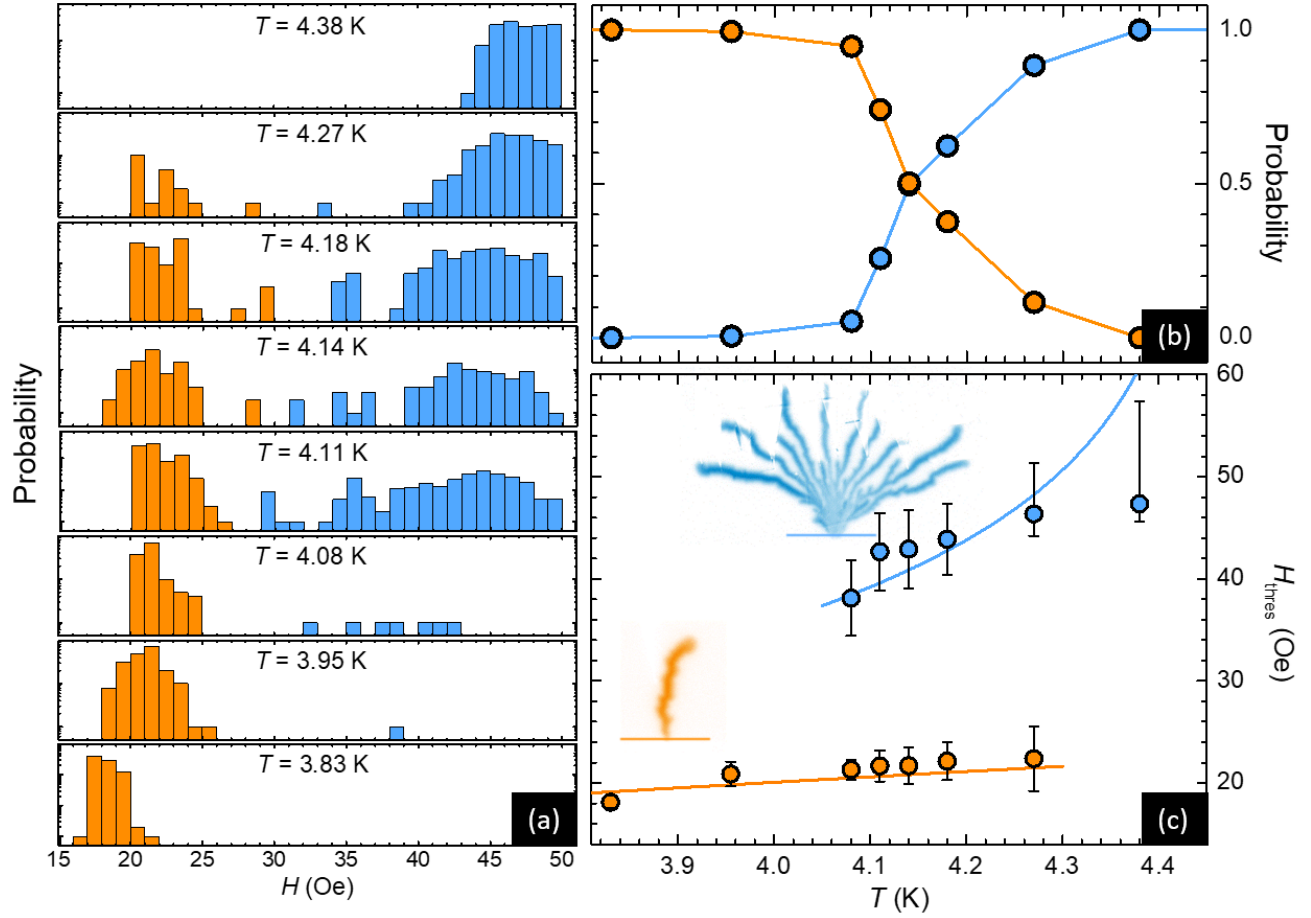 T = 4.38 K
T = 4.27 K
T = 4.18 K
T = 4.14 K
T = 4.11 K
T = 4.08 K
T = 3.95 K
T = 3.83 K
(a)
Probability
15 20 25 30 35 40 45 50
H (Oe)
1.0
0.5
0.0
Probability
(b)
60
50
40
30
20
H_thres (Oe)
(c)
3.9 4.0 4.1 4.2 4.3 4.4
T (K)